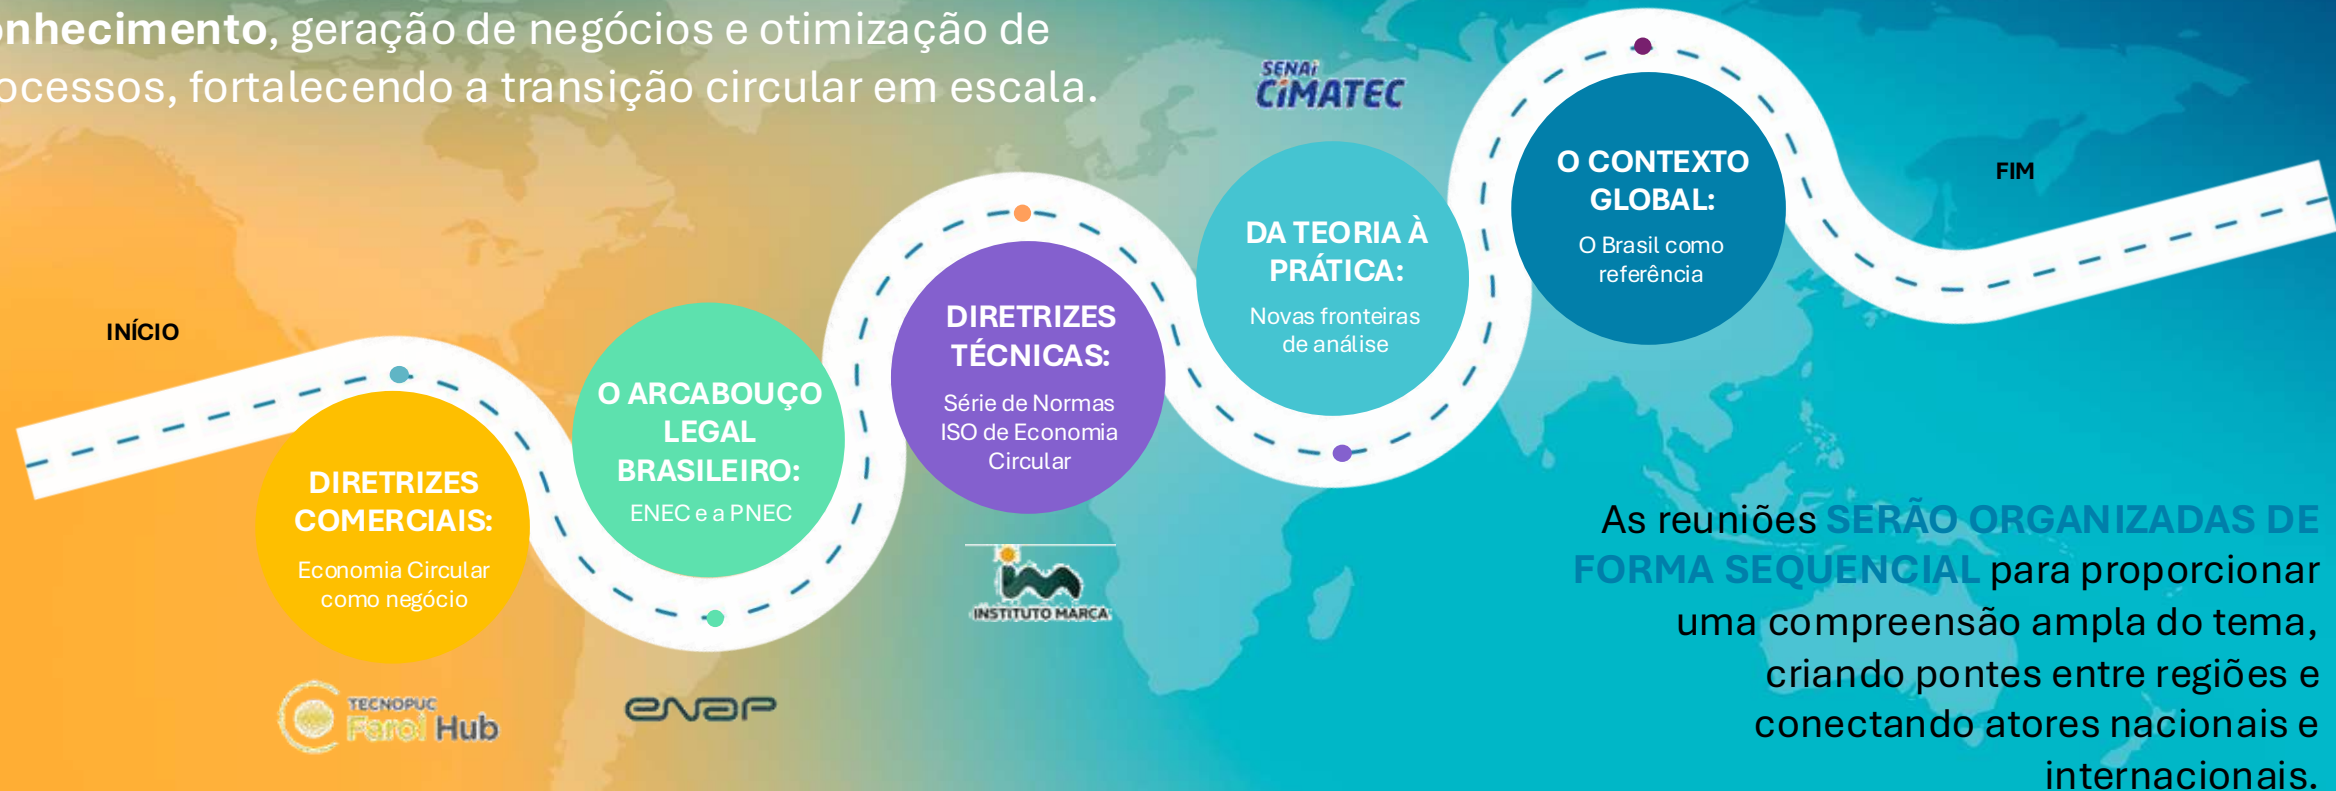 onhecimento, geração de negócios e otimização de
ocessos, fortalecendo a transição circular em escala.
INÍCIO
DIRETRIZES
COMERCIAIS:
Economia Circular
como negócio
TECNOPUC
Farol Hub
O ARCABOUÇO
LEGAL
BRASILEIRO:
ENEC e a PNEC
enap
DIRETRIZES
TÉCNICAS:
Série de Normas
ISO de Economia
Circular
im
INSTITUTO MARCA
SENAI
CIMATEC
DA TEORIA À
PRÁTICA:
Novas fronteiras
de análise
O CONTEXTO
GLOBAL:
O Brasil como
referência
FIM
As reuniões SERÃO ORGANIZADAS DE
FORMA SEQUENCIAL para proporcionar
uma compreensão ampla do tema,
criando pontes entre regiões e
conectando atores nacionais e
internacionais.